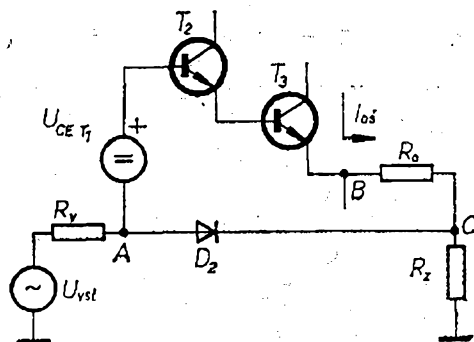 T2
T3
UCE T1
+
=
Ioš
Ro
B
C
Rv
A
D2
Rz
~
Uvst